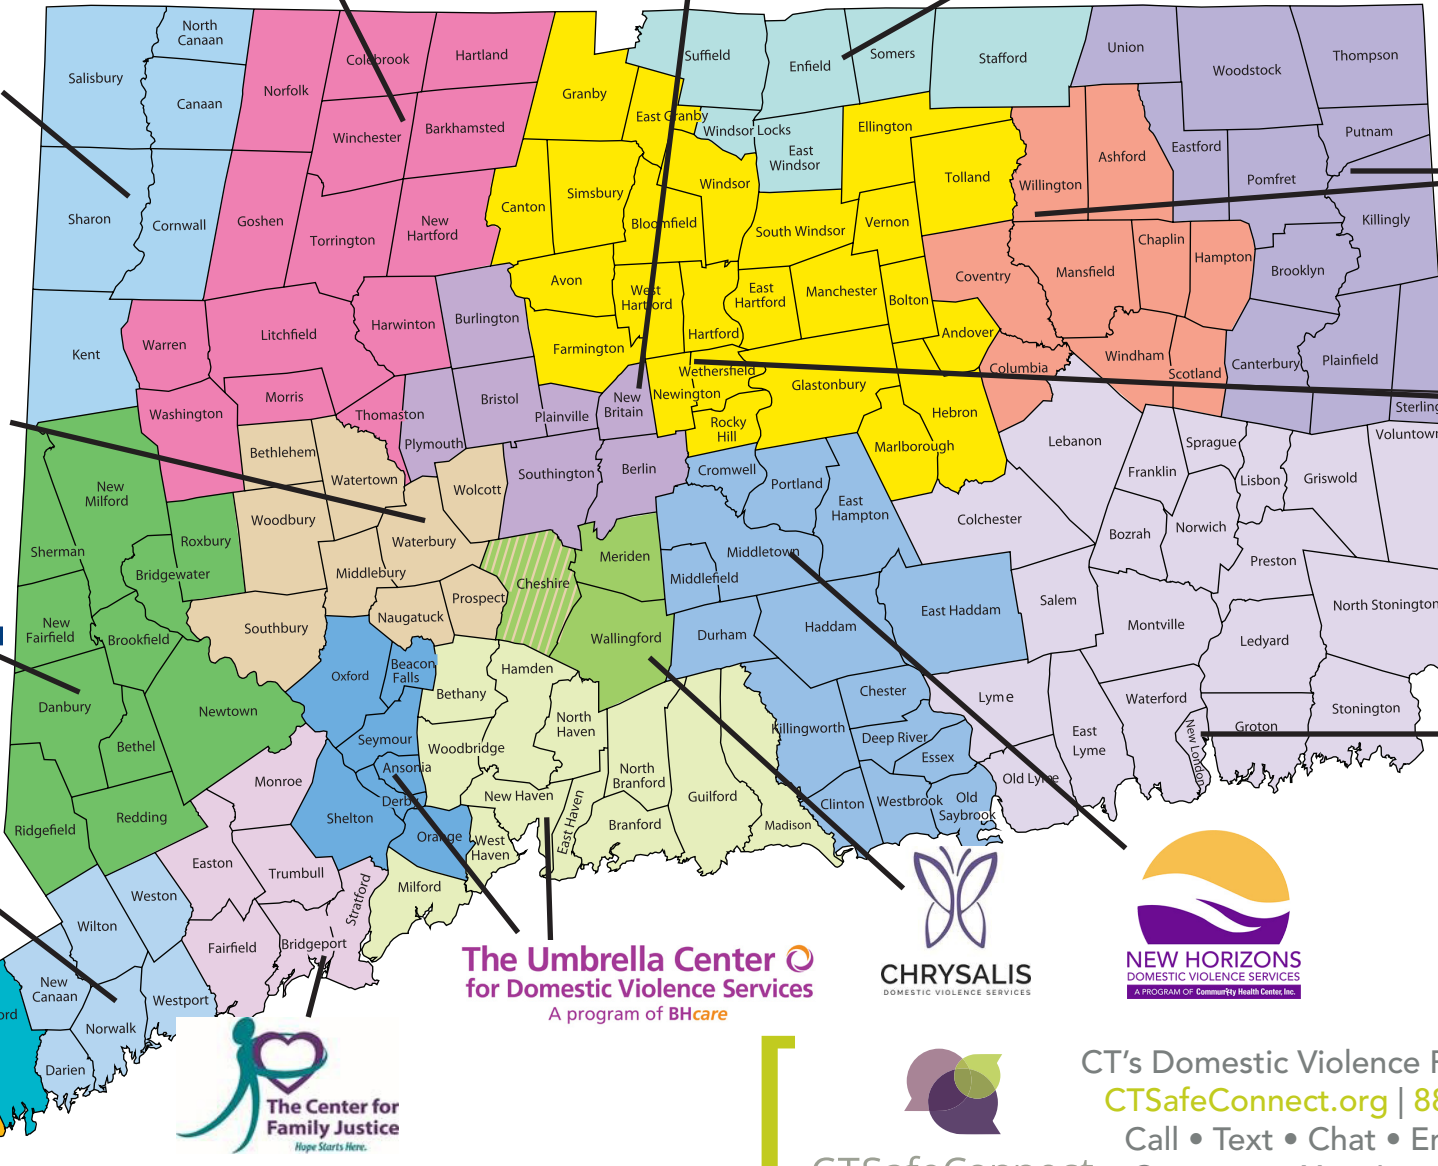 North
Canaan
Salisbury
Canaan
Norfolk
Colebrook
Hartland
Winchester
Barkhamsted
Granby
East Granby
Suffield
Enfield
Somers
Stafford
Union
Woodstock
Thompson
Windsor Locks
East
Windsor
Ellington
Tolland
Willington
Ashford
Eastford
Putnam
Pomfret
Killingly
Sharon
Cornwall
Goshen
Torrington
New
Hartford
Canton
Simsbury
Bloomfield
Windsor
South Windsor
Vernon
Coventry
Mansfield
Chaplin
Hampton
Brooklyn
Kent
Warren
Litchfield
Harwinton
Burlington
Avon
West
Hartford
Hartford
East
Hartford
Manchester
Bolton
Andover
Farmington
Columbia
Windham
Scotland
Canterbury
Plainfield
Sterling
Washington
Morris
Thomaston
Plymouth
Bristol
Plainville
New
Britain
Newington
Wethersfield
Rocky
Hill
Glastonbury
Hebron
Marlborough
Lebanon
Franklin
Sprague
Lisbon
Griswold
Voluntown
Bethlehem
Watertown
Wolcott
Southington
Berlin
Cromwell
Portland
East
Hampton
Colchester
Bozrah
Norwich
Preston
North Stonington
New
Milford
Sherman
Roxbury
Bridgewater
Woodbury
Waterbury
Middlebury
Naugatuck
Prospect
Cheshire
Meriden
Wallingford
Middletown
Middlefield
Durham
Haddam
East Haddam
Salem
Montville
Ledyard
New
Fairfield
Brookfield
Southbury
Oxford
Beacon
Falls
Bethany
Hamden
North
Haven
Danbury
Bethel
Newtown
Seymour
Woodbridge
Ansonia
Derby
Monroe
Shelton
Orange
New Haven
East Haven
West
Haven
North
Branford
Branford
Guilford
Madison
Killingworth
Chester
Deep River
Essex
Clinton
Westbrook
Old
Saybrook
Lyme
Old Lyme
East
Lyme
Waterford
New London
Groton
Stonington
Ridgefield
Redding
Easton
Trumbull
Stratford
Milford
Weston
Wilton
Fairfield
Bridgeport
New
Canaan
Westport
Norwalk
Darien
ord
The Umbrella Center
for Domestic Violence Services
A program of BHcare
CHRYSALIS
DOMESTIC VIOLENCE SERVICES
NEW HORIZONS
DOMESTIC VIOLENCE SERVICES
A PROGRAM OF Community Health Center, Inc.
The Center for
Family Justice
Hope Starts Here.
CT's Domestic Violence
CTSafeConnect.org | 88
Call • Text • Chat • Em
CTSafeConnect